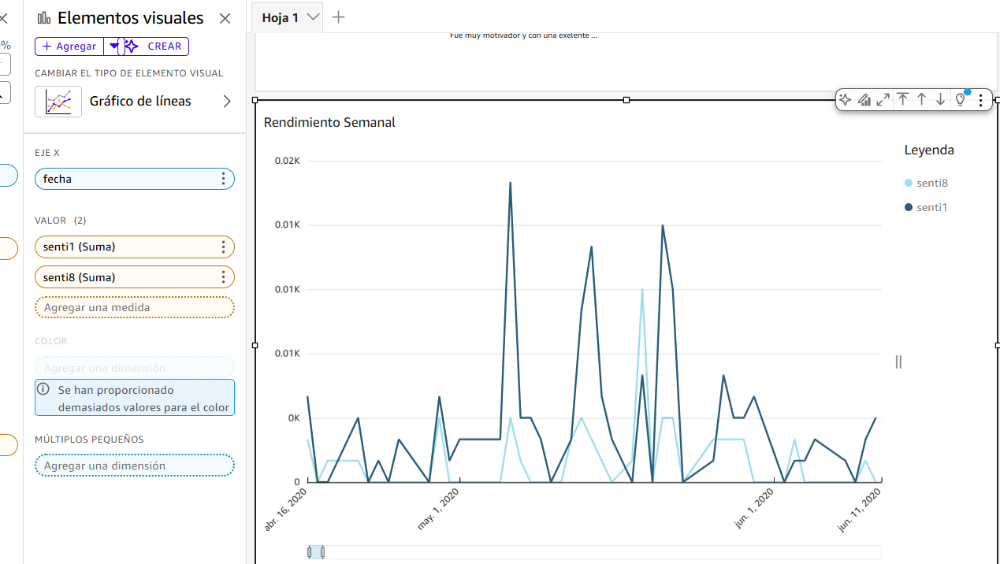 %
Elementos visuales
+ Agregar
CREAR
CAMBIAR EL TIPO DE ELEMENTO VISUAL
Gráfico de líneas
EJE X
fecha
VALOR (2)
senti1 (Suma)
senti8 (Suma)
Agregar una medida
COLOR
Agregar una dimensión
Se han proporcionado
demasiados valores para el color
MÚLTIPLOS PEQUEÑOS
Agregar una dimensión
Hoja 1
Fue muy motivador y con una exelente ...
Rendimiento Semanal
0.02K
0.01K
0.01K
0.01K
0K
0
abr. 16, 2020
may. 1, 2020
jun. 1, 2020
jun. 11, 2020
Leyenda
senti8
senti1